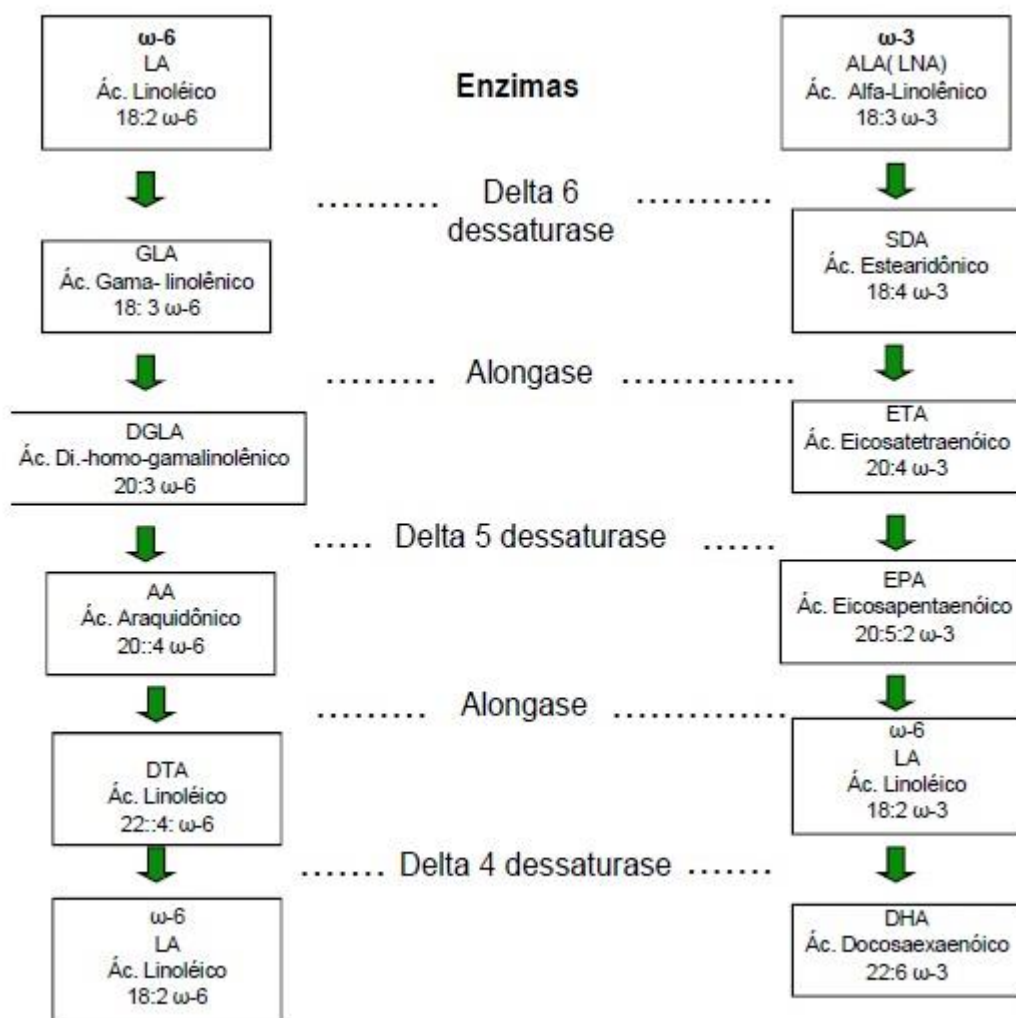 ω-6
LA
Ác. Linoléico
18:2 ω-6
Enzimas
ω-3
ALA( LNA)
Ác. Alfa-Linolênico
18:3 ω-3
......... Delta 6 .........
dessaturase
GLA
Ác. Gama- linolênico
18: 3 ω-6
SDA
Ác. Estearidônico
18:4 ω-3
......... Alongase ..............
DGLA
Ác. Di.-homo-gamalinolênico
20:3 ω-6
ETA
Ác. Eicosatetraenóico
20:4 ω-3
..... Delta 5 dessaturase ......
AA
Ác. Araquidônico
20::4 ω-6
EPA
Ác. Eicosapentaenóico
20:5:2 ω-3
.......... Alongase ...............
DTA
Ác. Linoléico
22::4: ω-6
ω-6
LA
Ác. Linoléico
18:2 ω-3
....... Delta 4 dessaturase .......
ω-6
LA
Ác. Linoléico
18:2 ω-6
DHA
Ác. Docosaexaenóico
22:6 ω-3